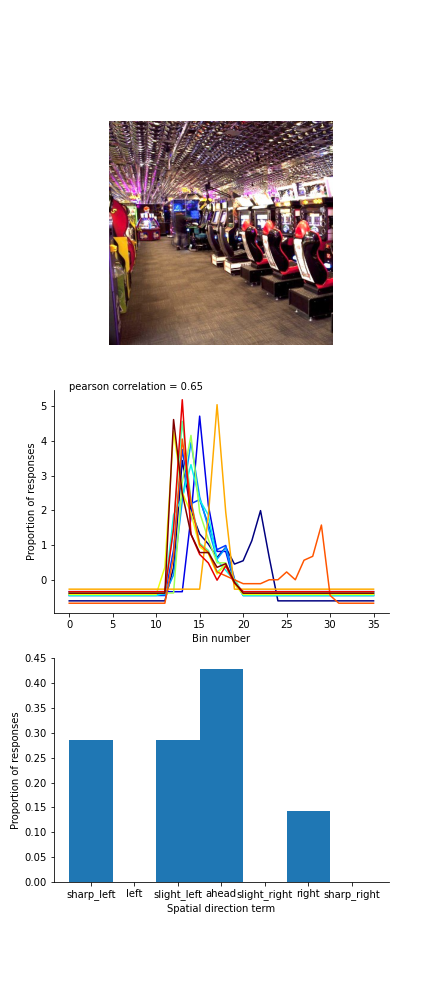 pearson correlation = 0.65
Proportion of responses
5
4
3
2
1
0
0 5 10 15 20 25 30 35
Bin number
Proportion of responses
0.45
0.40
0.35
0.30
0.25
0.20
0.15
0.10
0.05
0.00
sharp_left left slight_left ahead slight_right right sharp_right
Spatial direction term